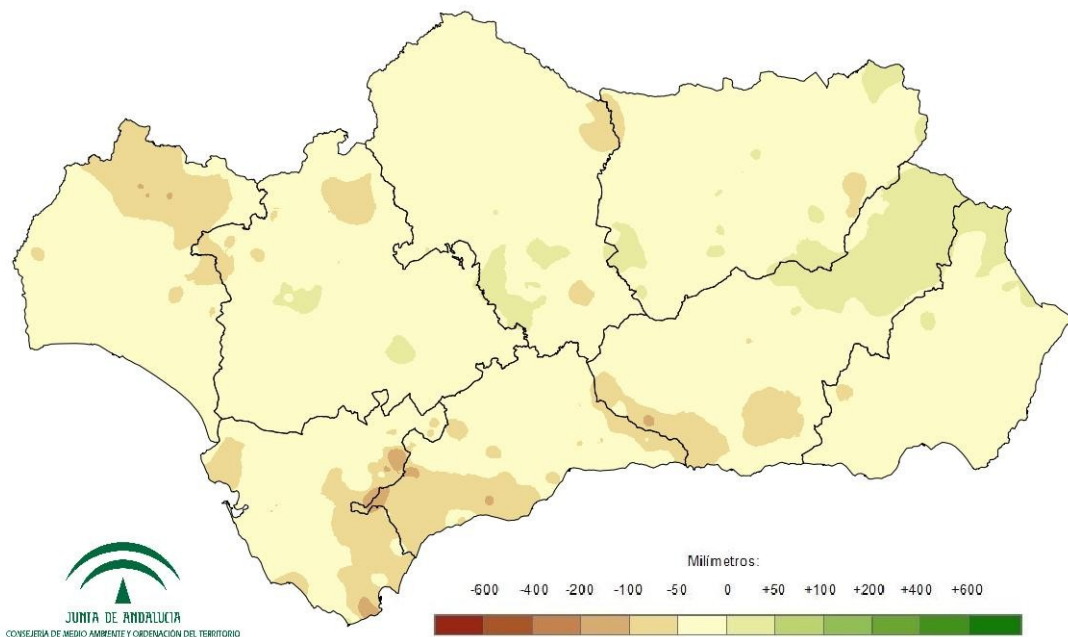 Milímetros:
-600 -400 -200 -100 -50 0 +50 +100 +200 +400 +600
JUNTA DE ANDALUCIA
CONSEJERÍA DE MEDIO AMBIENTE Y ORDENACIÓN DEL TERRITORIO